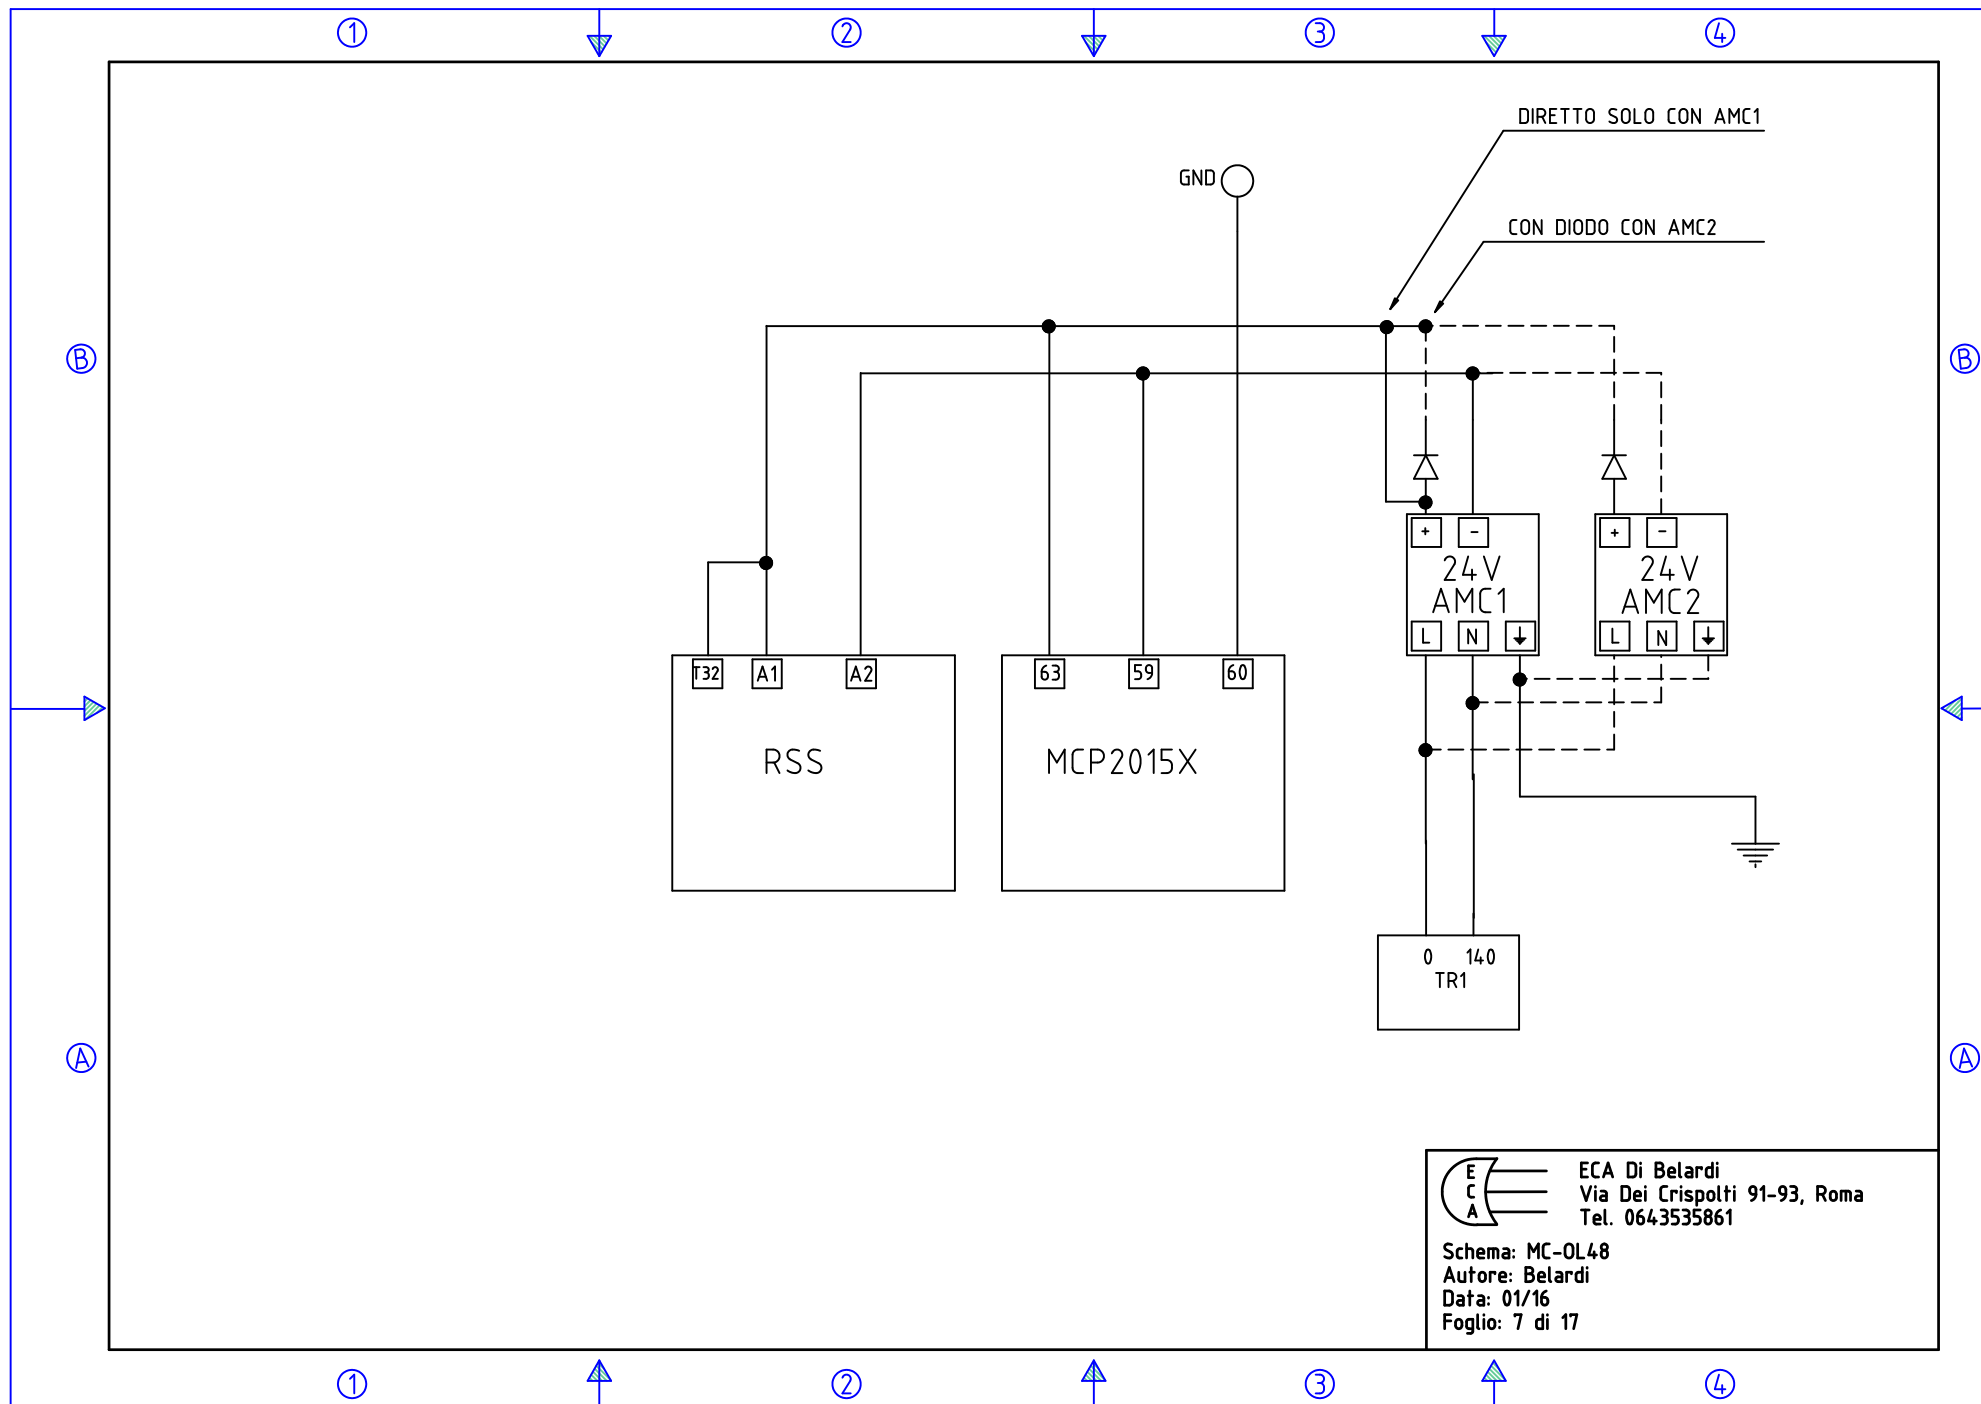 1 2 3 4
DIRETTO SOLO CON AMC1
GND
CON DIODO CON AMC2
B B
+ - + -
24V 24V
AMC1 AMC2
L N L N
T32 A1 A2 63 59 60
RSS MCP2015X
0 140
TR1
A A
E
C
A
ECA Di Belardi
Via Dei Crispolti 91-93, Roma
Tel. 0643535861
Schema: MC-OL48
Autore: Belardi
Data: 01/16
Foglio: 7 di 17
1 2 3 4